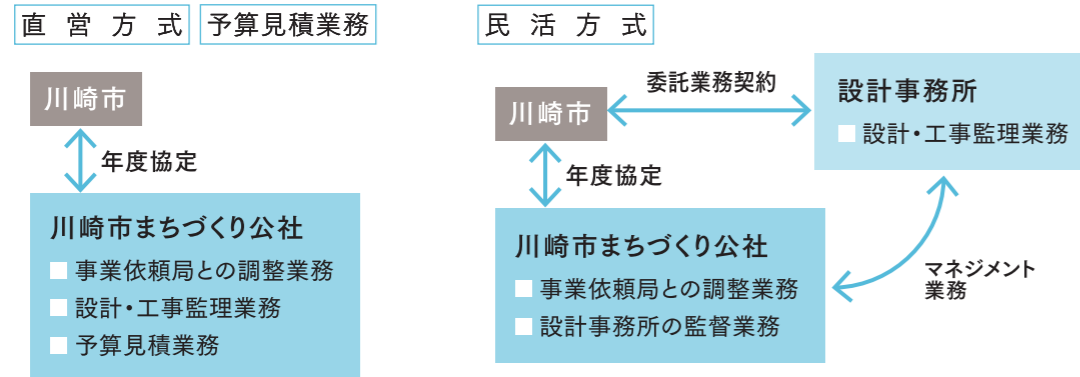 直営方式
予算見積業務
川崎市
年度協定
川崎市まちづくり公社
事業依頼局との調整業務
設計・工事監理業務
予算見積業務
民活方式
川崎市
委託業務契約
設計事務所
設計・工事監理業務
年度協定
川崎市まちづくり公社
事業依頼局との調整業務
設計事務所の監督業務
マネジメント
業務